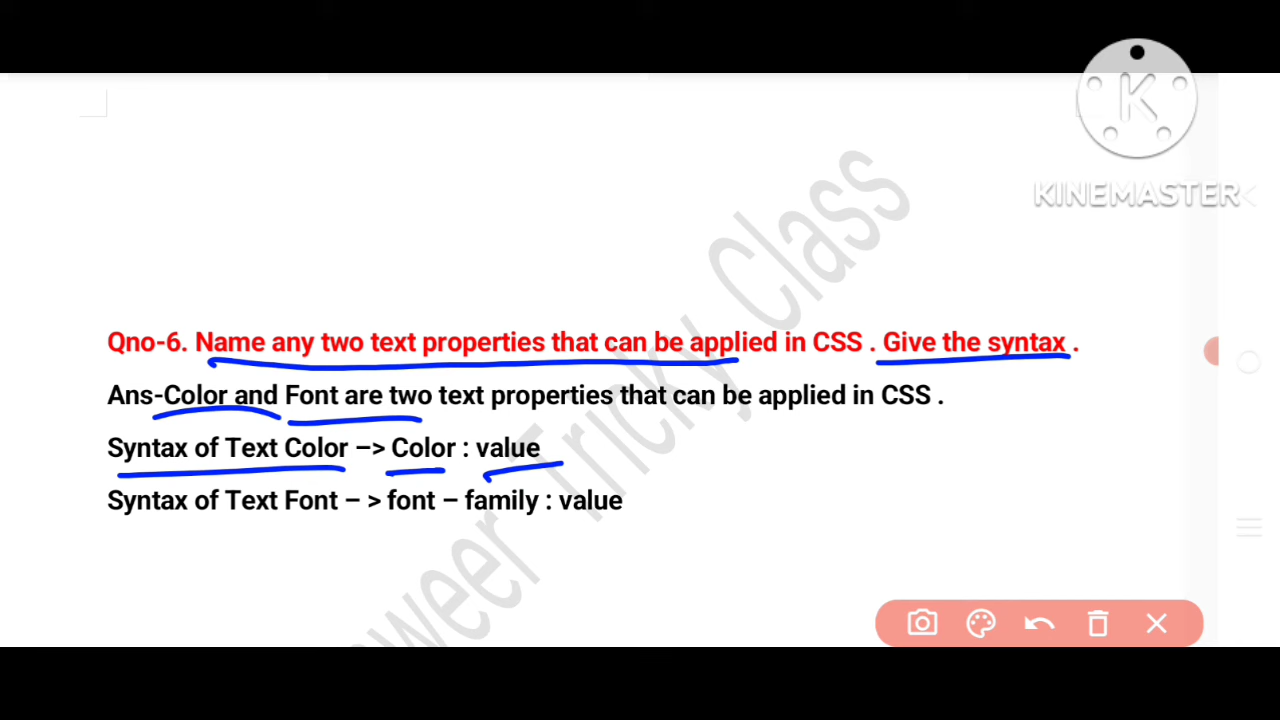 KINEMASTER
Qno-6. Name any two text properties that can be applied in CSS . Give the syntax .
Ans-Color and Font are two text properties that can be applied in CSS .
Syntax of Text Color –> Color : value
Syntax of Text Font – > font – family : value
Tricky Class